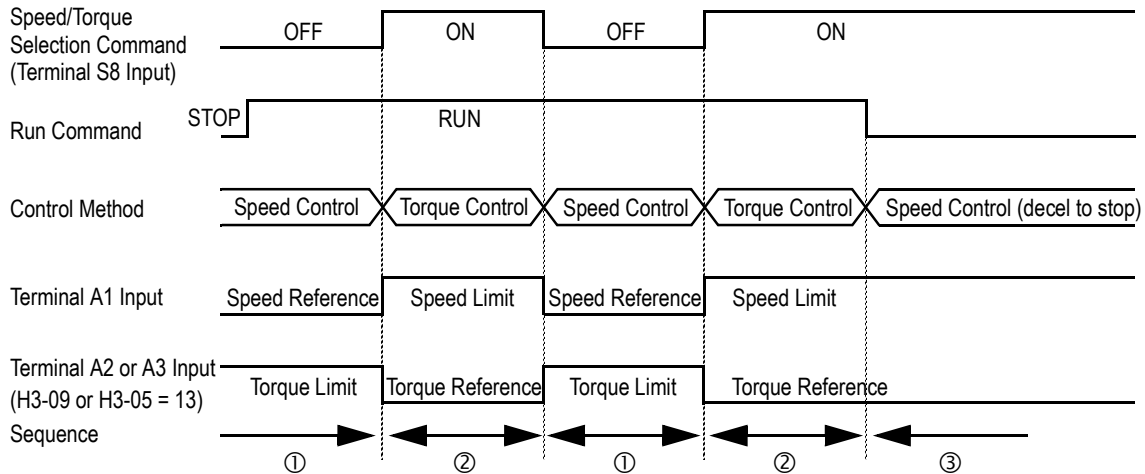 Speed/Torque
Selection Command
(Terminal S8 Input)
OFF ON OFF ON
Run Command STOP RUN
Control Method Speed Control Torque Control Speed Control Torque Control Speed Control (decel to stop)
Terminal A1 Input Speed Reference Speed Limit Speed Reference Speed Limit
Terminal A2 or A3 Input
(H3-09 or H3-05 = 13)
Torque Limit Torque Reference Torque Limit Torque Reference
Sequence
① ② ① ② ③